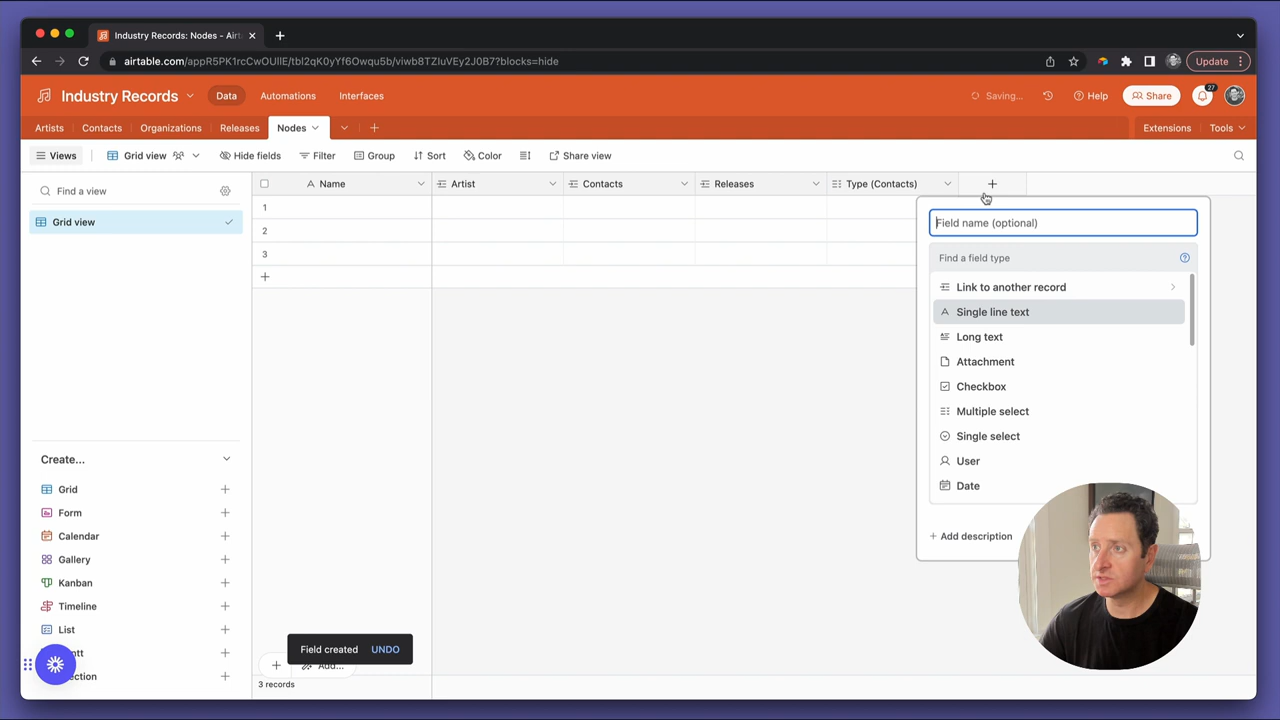 Industry Records: Nodes - Airt
airtable.com/appR5PK1rcCwOUIlE/tbl2qK0yYf6Owqu5b/viwb8TZIuVEy2J0B7?blocks=hide
Update
Industry Records
Data
Automations
Interfaces
Saving...
Help
Share
27
Artists
Contacts
Organizations
Releases
Nodes
Extensions
Tools
Views
Grid view
Hide fields
Filter
Group
Sort
Color
Share view
Find a view
Grid view
Name
Artist
Contacts
Releases
Type (Contacts)
1
2
3
Field name (optional)
Find a field type
Link to another record
Single line text
Long text
Attachment
Checkbox
Multiple select
Single select
User
Date
Add description
Create...
Grid
Form
Calendar
Gallery
Kanban
Timeline
List
Field created
UNDO
Add...
3 records